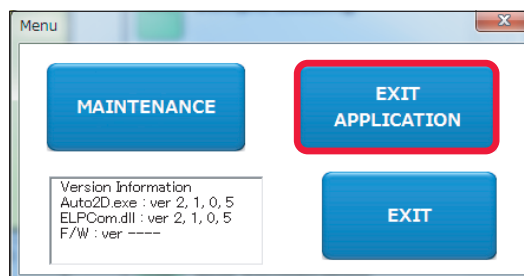 Menu
MAINTENANCE
EXIT
APPLICATION
Version Information
Auto2D.exe : ver 2, 1, 0, 5
ELPCom.dll : ver 2, 1, 0, 5
F/W : ver ----
EXIT